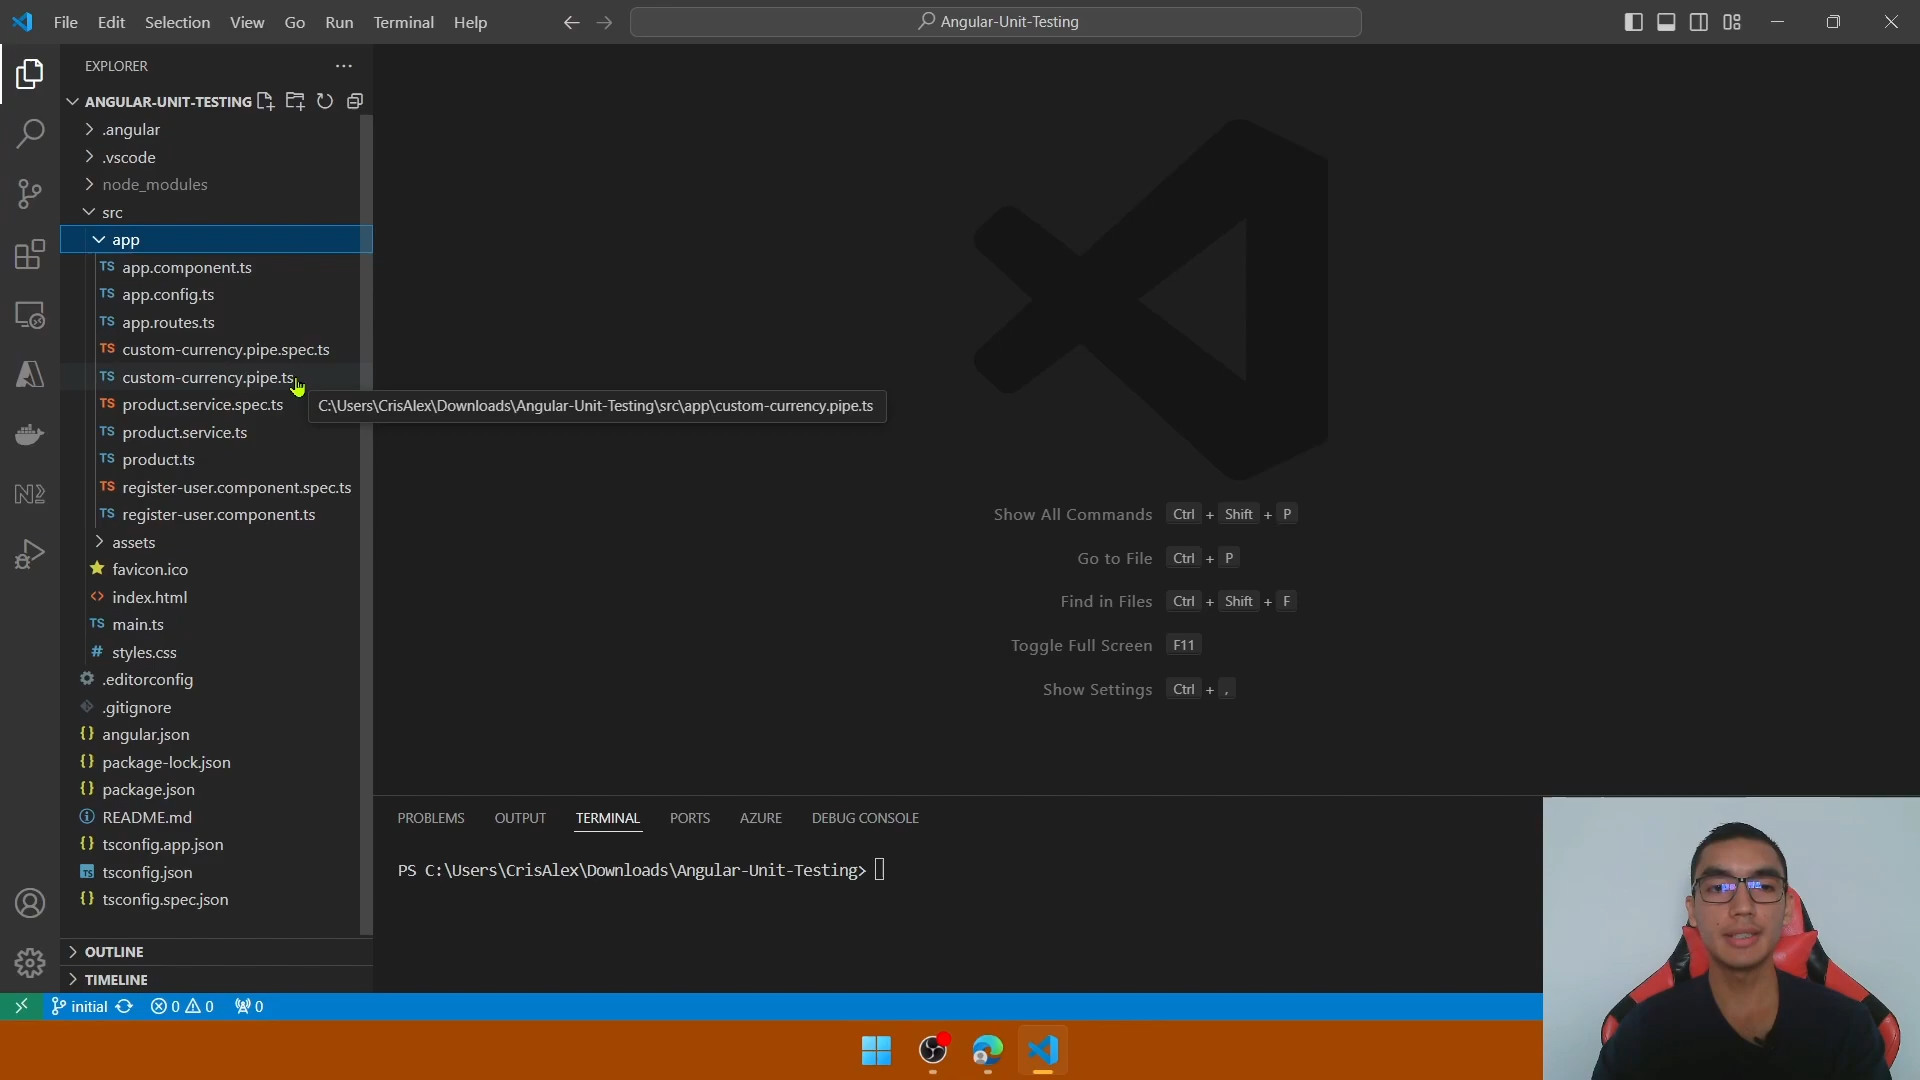 File Edit Selection View Go Run Terminal Help
Angular-Unit-Testing
EXPLORER
ANGULAR-UNIT-TESTING
.angular
.vscode
node_modules
src
app
TS app.component.ts
TS app.config.ts
TS app.routes.ts
TS custom-currency.pipe.spec.ts
TS custom-currency.pipe.ts
TS product.service.spec.ts
C:\Users\CrisAlex\Downloads\Angular-Unit-Testing\src\app\custom-currency.pipe.ts
TS product.service.ts
TS product.ts
TS register-user.component.spec.ts
TS register-user.component.ts
assets
favicon.ico
<> index.html
TS main.ts
# styles.css
.editorconfig
.gitignore
{} angular.json
{} package-lock.json
{} package.json
README.md
{} tsconfig.app.json
TS tsconfig.json
{} tsconfig.spec.json
OUTLINE
TIMELINE
Show All Commands Ctrl + Shift + P
Go to File Ctrl + P
Find in Files Ctrl + Shift + F
Toggle Full Screen F11
Show Settings Ctrl + ,
PROBLEMS OUTPUT TERMINAL PORTS AZURE DEBUG CONSOLE
PS C:\Users\CrisAlex\Downloads\Angular-Unit-Testing>
initial 0 0 0